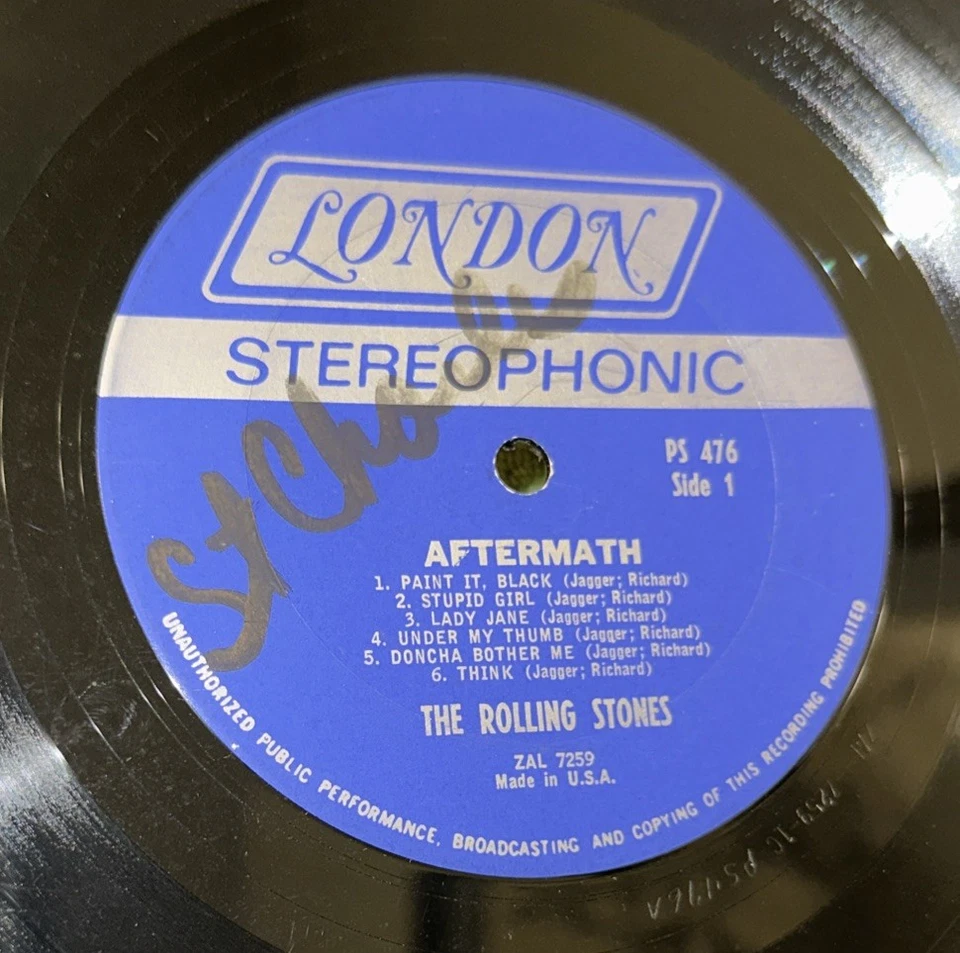 LONDON
STEREOPHONIC
PS 476
Side 1
AFTERMATH
1. PAINT IT, BLACK (Jagger; Richard)
2. STUPID GIRL (Jagger; Richard)
3. LADY JANE (Jagger; Richard)
4. UNDER MY THUMB (Jagger; Richard)
5. DONCHA BOTHER ME (Jagger; Richard)
6. THINK (Jagger; Richard)
THE ROLLING STONES
ZAL 7259
Made in U.S.A.
UNAUTHORIZED PUBLIC PERFORMANCE, BROADCASTING AND COPYING OF THIS RECORDING PROHIBITED
St